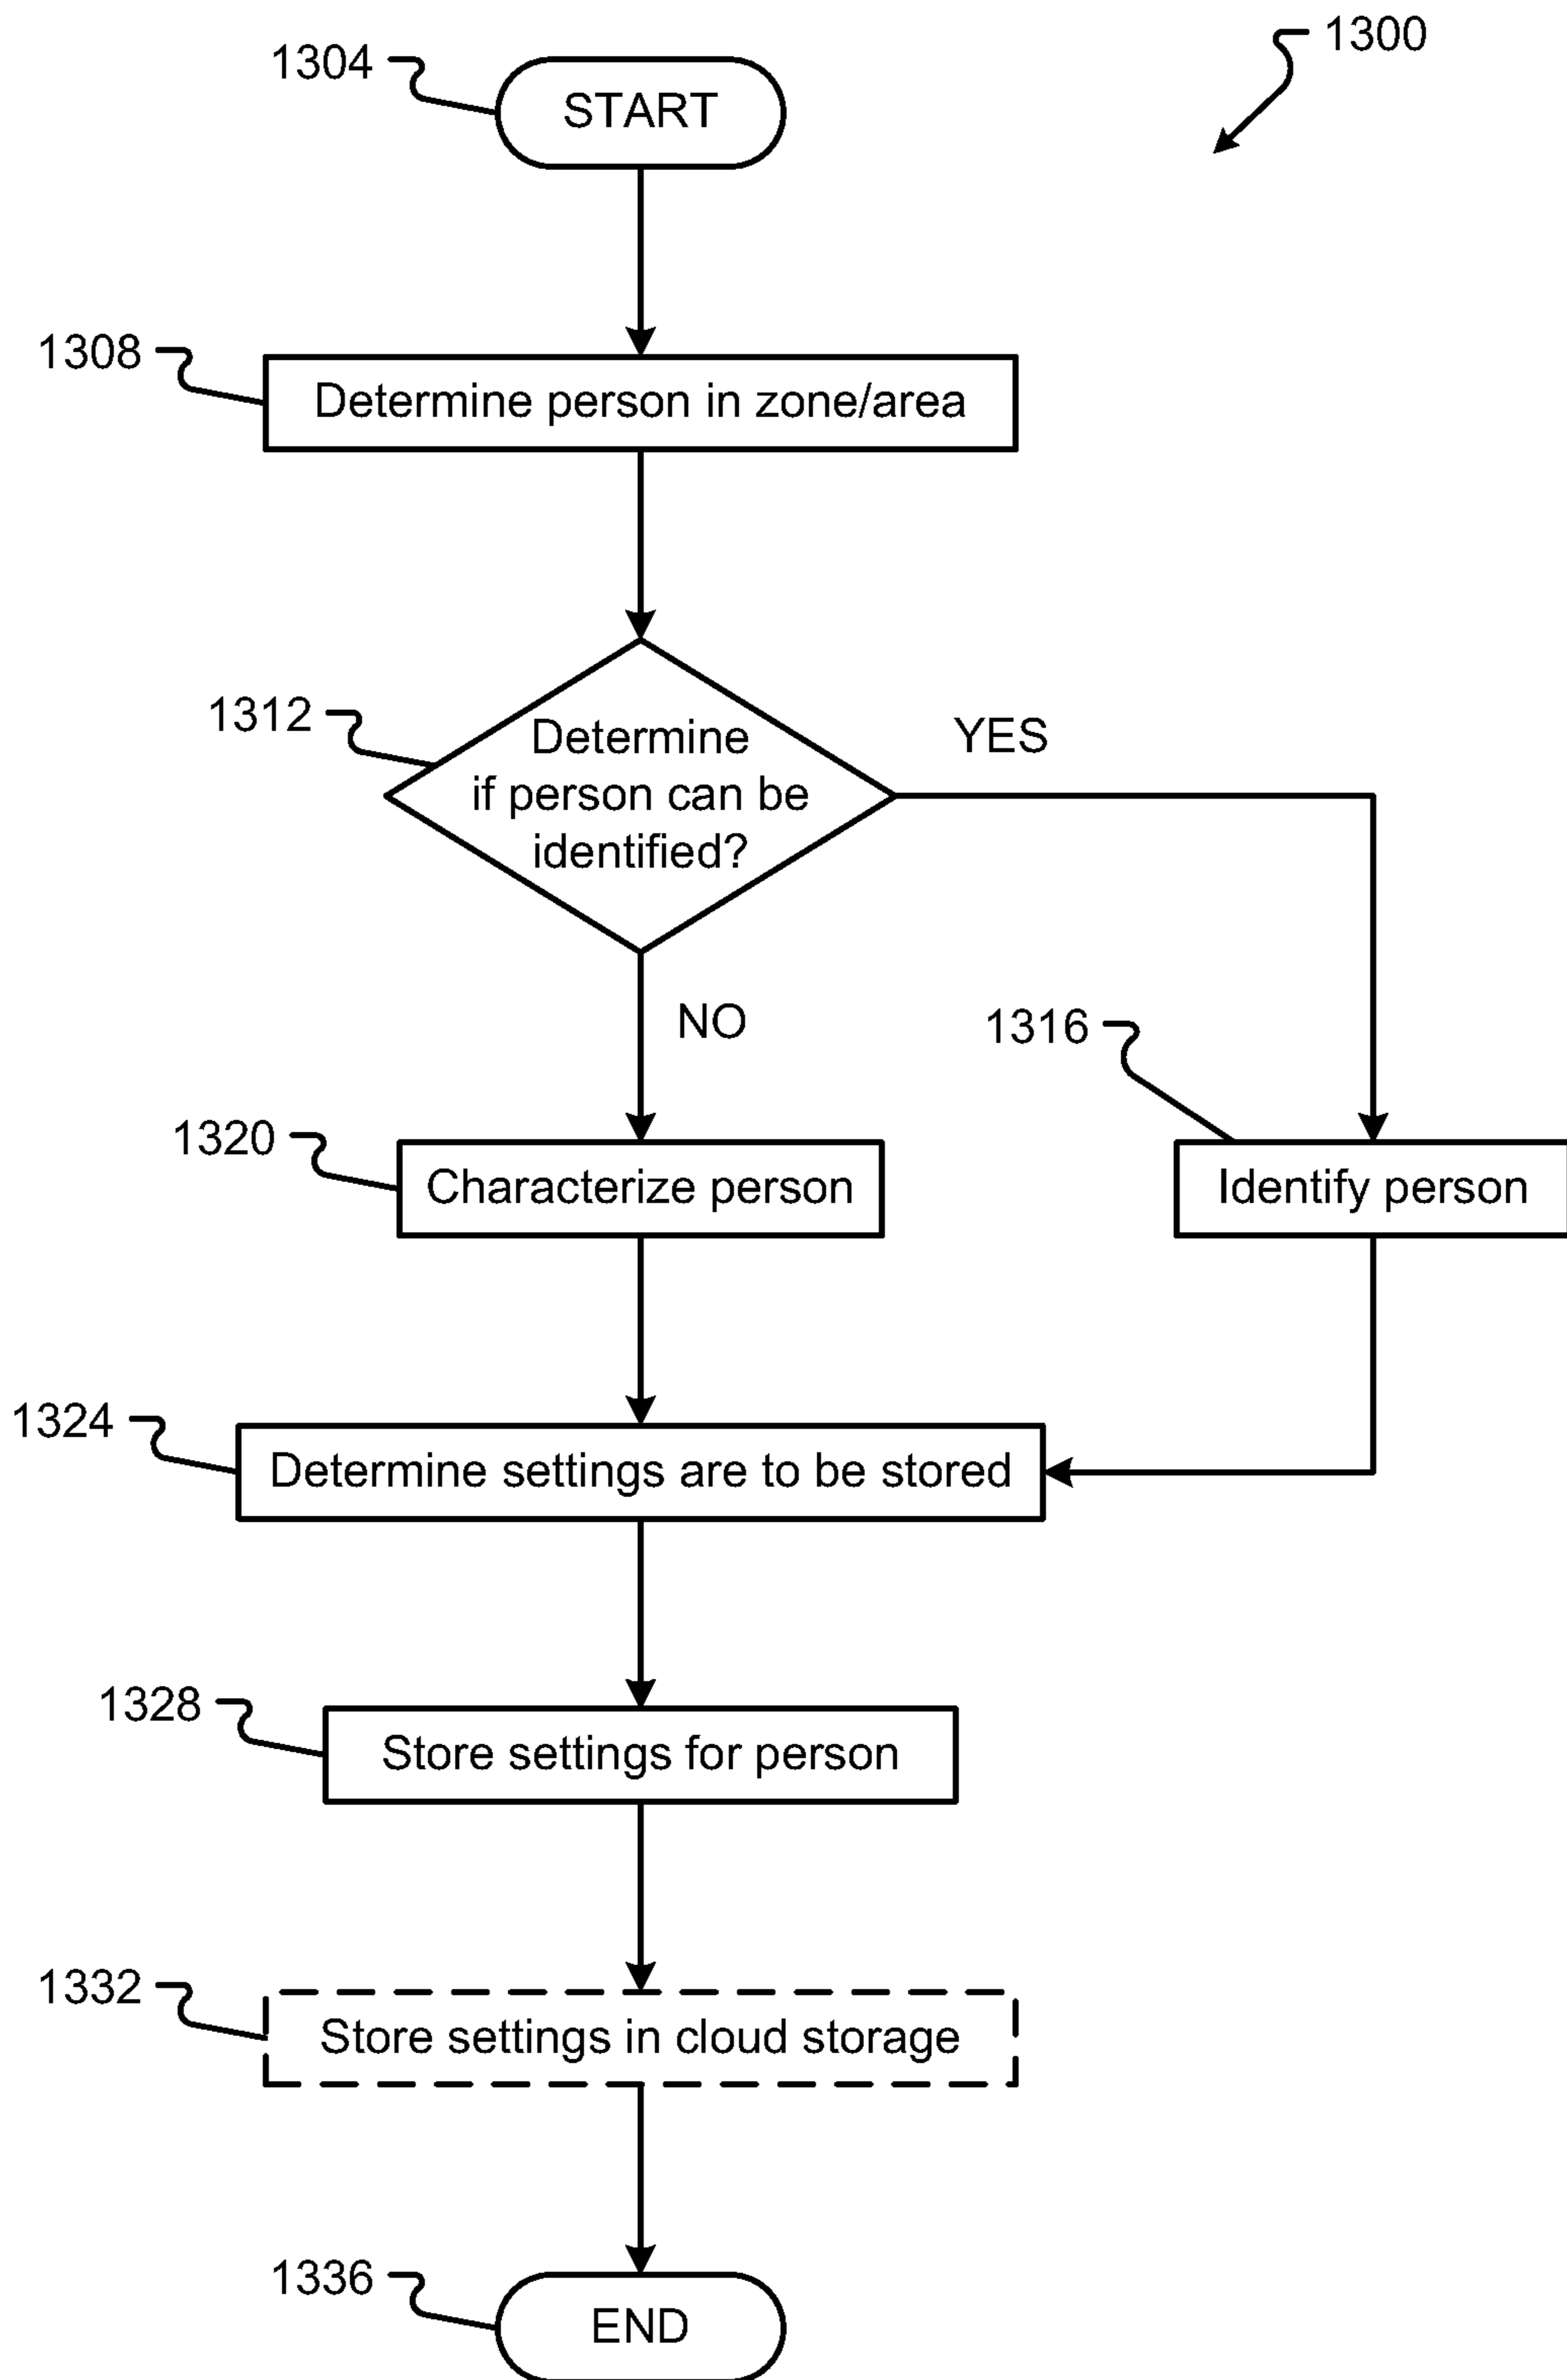 1300
1304
START
1308
Determine person in zone/area
1312
Determine
if person can be
identified?
YES
NO
1316
1320
Characterize person
Identify person
1324
Determine settings are to be stored
1328
Store settings for person
1332
Store settings in cloud storage
1336
END